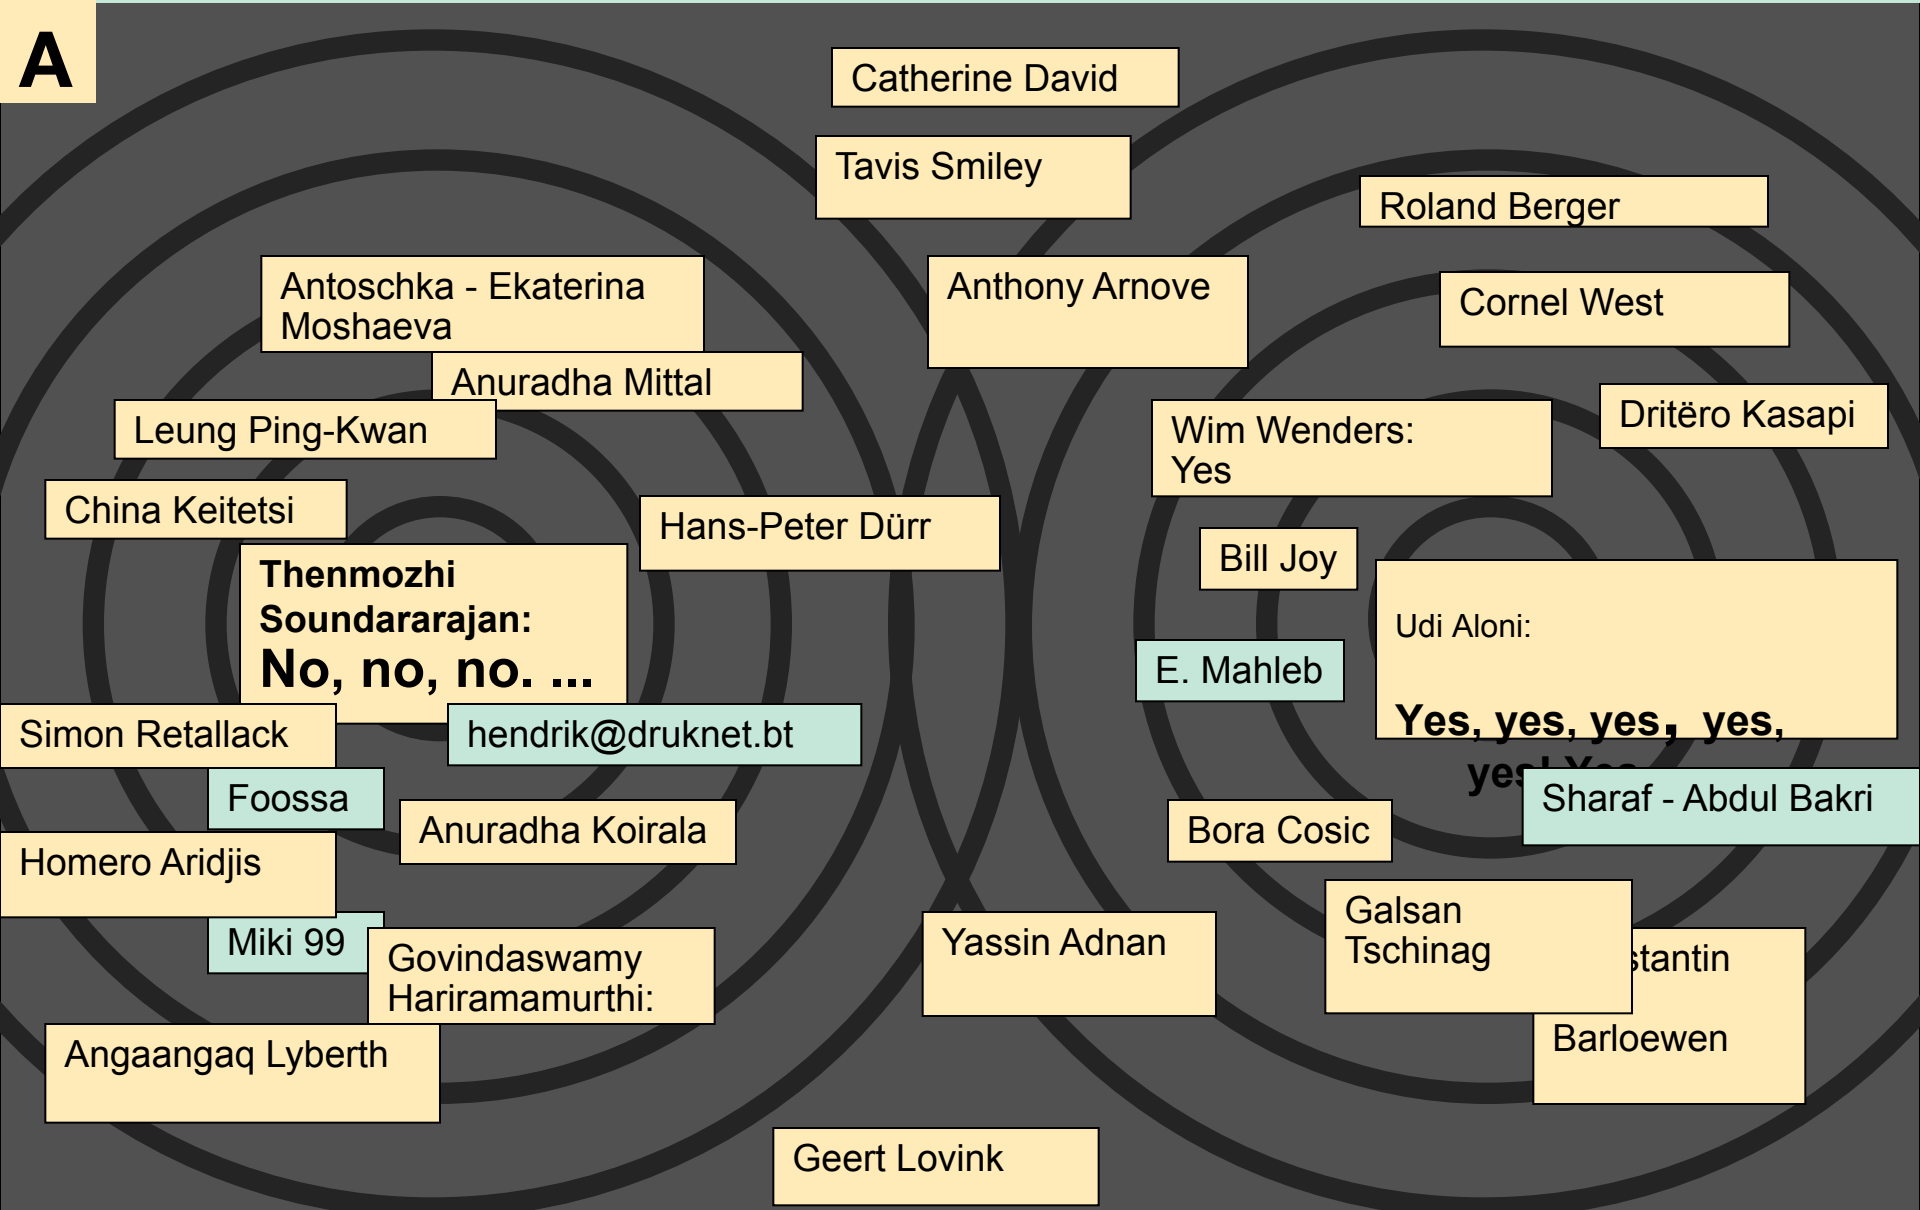 A
Catherine David
Tavis Smiley
Roland Berger
Antoschka - Ekaterina
Moshaeva
Anthony Arnove
Cornel West
Anuradha Mittal
Leung Ping-Kwan
Wim Wenders:
Yes
Dritëro Kasapi
China Keitetsi
Hans-Peter Dürr
Bill Joy
Thenmozhi
Soundararajan:
No, no, no. ...
Udi Aloni:
Yes, yes, yes, yes,
yes! Yes
E. Mahleb
Simon Retallack
hendrik@druknet.bt
Foossa
Sharaf - Abdul Bakri
Anuradha Koirala
Bora Cosic
Homero Aridjis
Miki 99
Govindaswamy
Hariramamurthi:
Yassin Adnan
Galsan
Tschinag
stantin
Barloewen
Angaangaq Lyberth
Geert Lovink